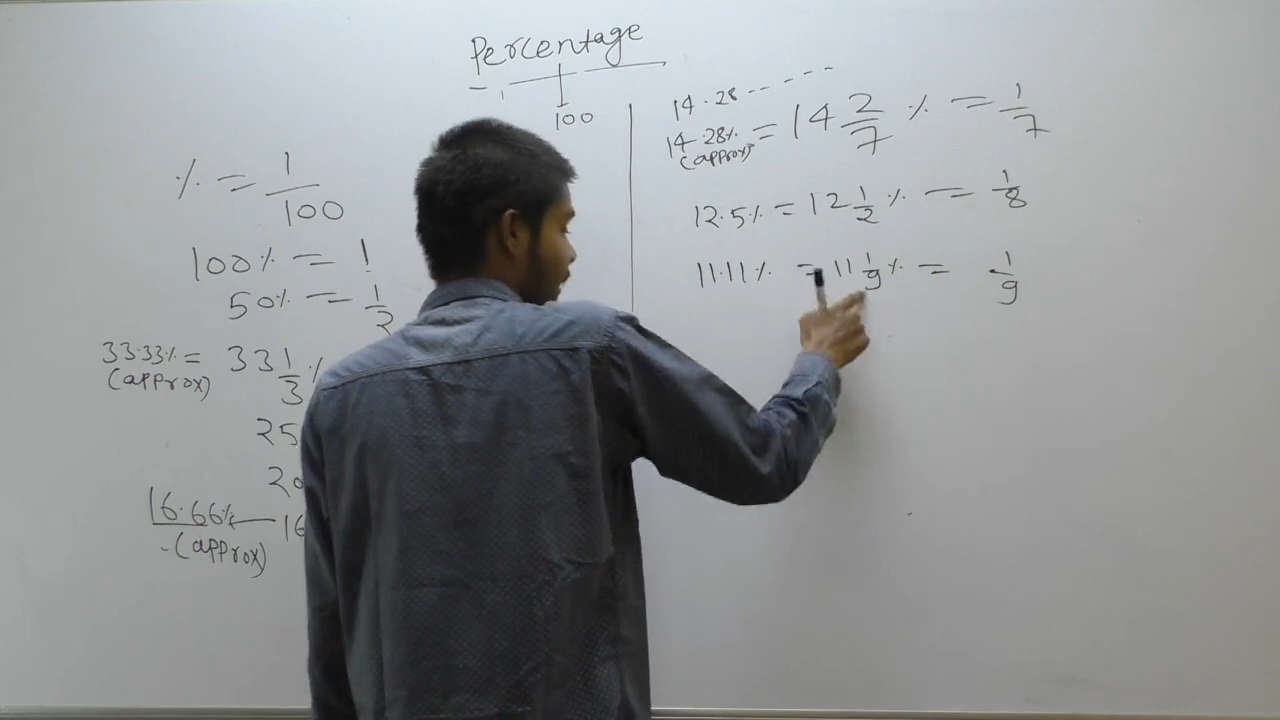 Percentage
100
% = 1/100
100% = 1
50% = 1/2
33.33% = 33 1/3 %
(approx)
25
20
16.66% ← 16
(approx)
14.28 -- ---
14.28% = 14 2/7 % = 1/7
(approx)
12.5% = 12 1/2 % = 1/8
11.11% = 11 1/9 % = 1/9